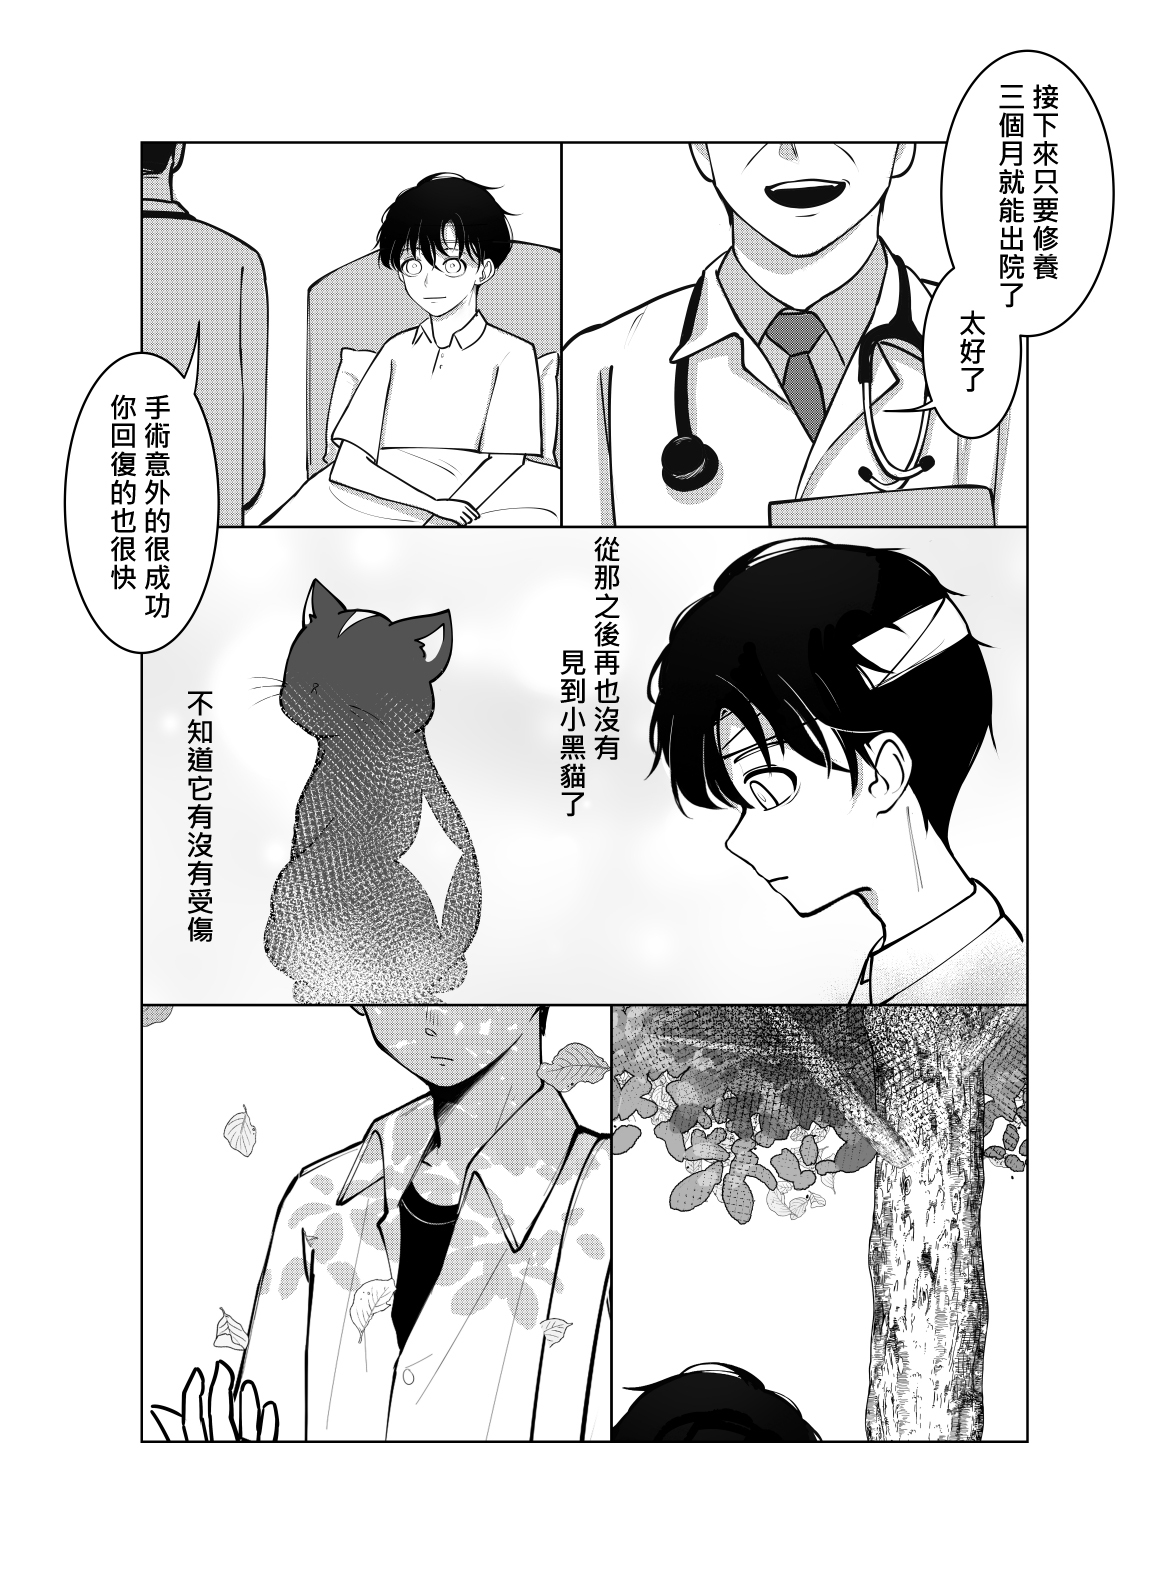 接下來只要修養
三個月就能出院了
太好了
手術意外的很成功
你回復的也很快
從那之後再也沒有
見到小黑貓了
不知道它有沒有受傷